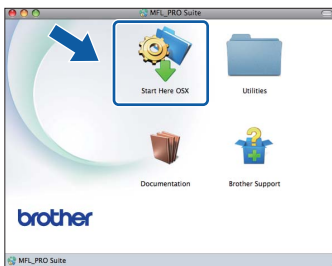 MFL_PRO Suite
Start Here OSX
Utilities
Documentation
Brother Support
brother
MFL_PRO Suite